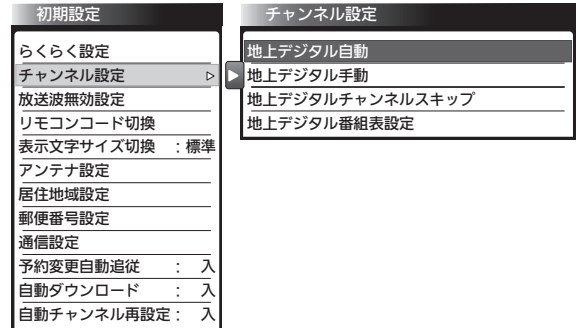 初期設定
らくらく設定
チャンネル設定
放送波無効設定
リモコンコード切換
表示文字サイズ切換 : 標準
アンテナ設定
居住地域設定
郵便番号設定
通信設定
予約変更自動追従 : 入
自動ダウンロード : 入
自動チャンネル再設定 : 入
チャンネル設定
地上デジタル自動
地上デジタル手動
地上デジタルチャンネルスキップ
地上デジタル番組表設定